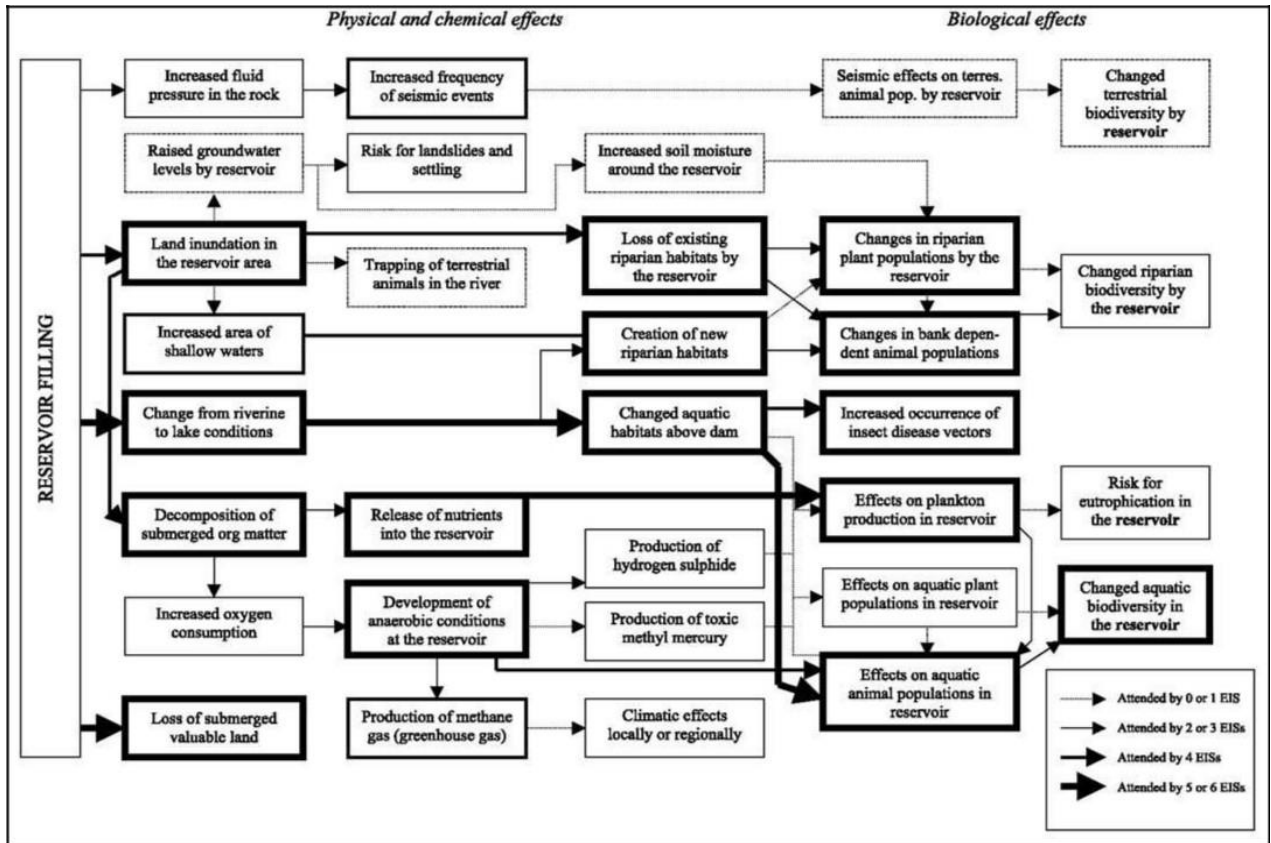 Physical and chemical effects
Biological effects
RESERVOIR FILLING
Increased fluid
pressure in the rock
Increased frequency
of seismic events
Seismic effects on terres.
animal pop. by reservoir
Changed
terrestrial
biodiversity by
reservoir
Raised groundwater
levels by reservoir
Risk for landslides and
settling
Increased soil moisture
around the reservoir
Land inundation in
the reservoir area
Trapping of terrestrial
animals in the river
Loss of existing
riparian habitats by
the reservoir
Changes in riparian
plant populations by the
reservoir
Changed riparian
biodiversity by
the reservoir
Increased area of
shallow waters
Creation of new
riparian habitats
Changes in bank depen-
dent animal populations
Change from riverine
to lake conditions
Changed aquatic
habitats above dam
Increased occurrence of
insect disease vectors
Decomposition of
submerged org matter
Release of nutrients
into the reservoir
Effects on plankton
production in reservoir
Risk for
eutrophication in
the reservoir
Production of
hydrogen sulphide
Increased oxygen
consumption
Development of
anaerobic conditions
at the reservoir
Production of toxic
methyl mercury
Effects on aquatic plant
populations in reservoir
Changed aquatic
biodiversity in
the reservoir
Effects on aquatic
animal populations in
reservoir
Loss of submerged
valuable land
Production of methane
gas (greenhouse gas)
Climatic effects
locally or regionally
Attended by 0 or 1 EIS
Attended by 2 or 3 EISs
Attended by 4 EISs
Attended by 5 or 6 EISs